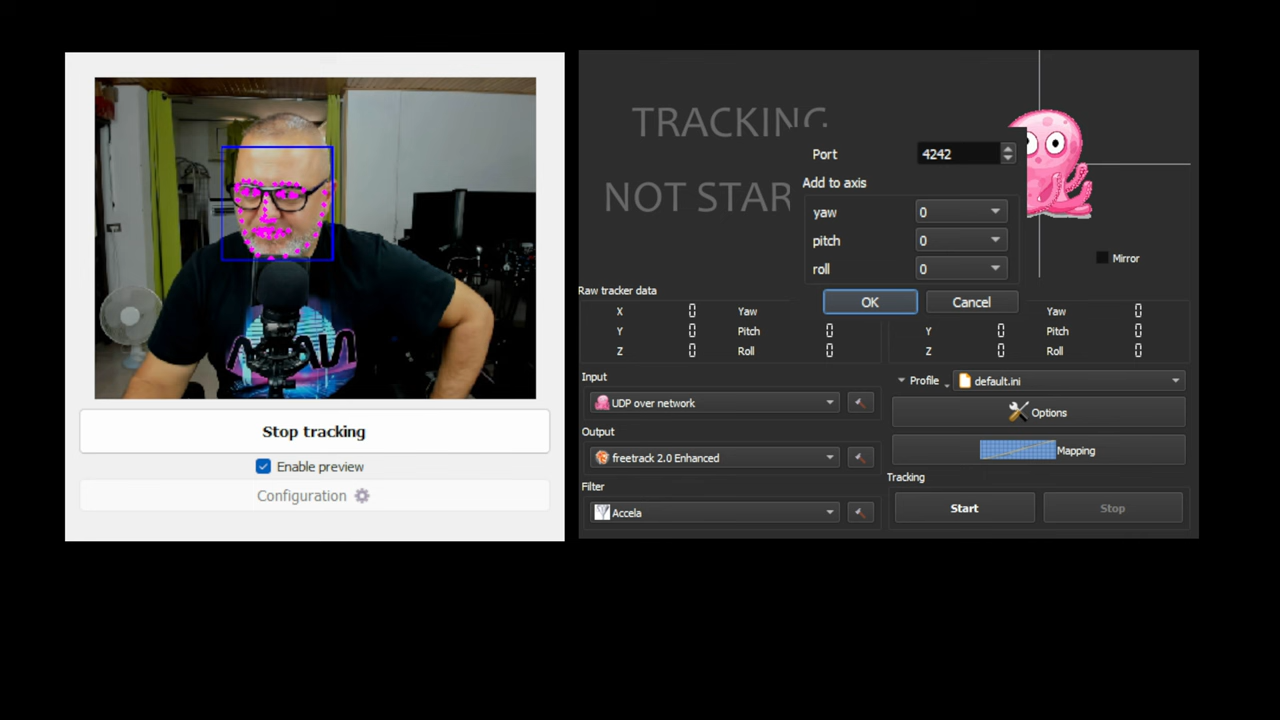 Stop tracking
Enable preview
Configuration
TRACKING
NOT STAR
Port 4242
Add to axis
yaw 0
pitch 0
roll 0
OK Cancel
Mirror
Raw tracker data
X 0 Yaw
Y 0 Pitch 0
Z 0 Roll 0
Yaw 0
Y 0 Pitch 0
Z 0 Roll 0
Input
UDP over network
Output
freetrack 2.0 Enhanced
Filter
Accela
Profile default.ini
Options
Mapping
Tracking
Start Stop